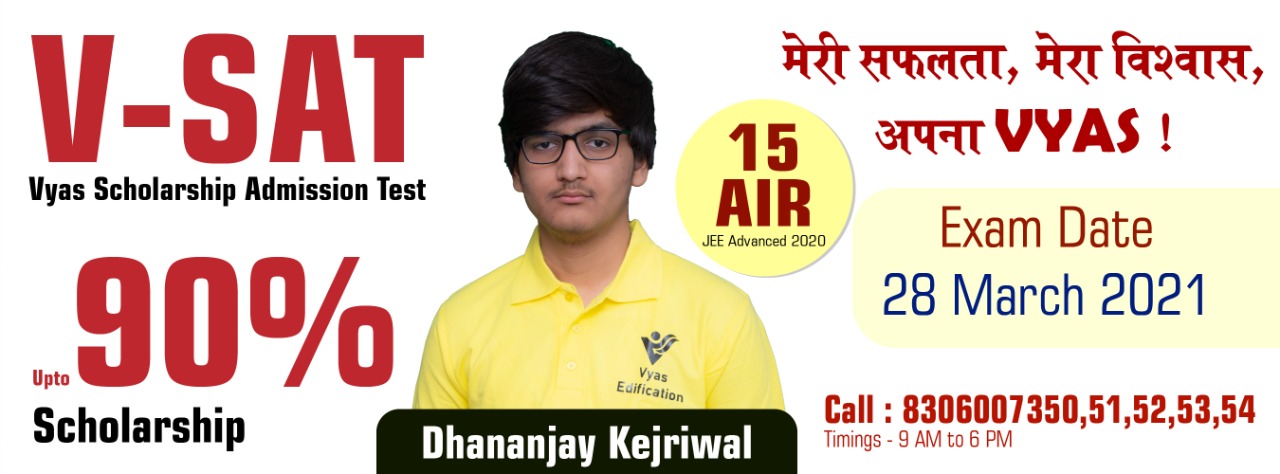 V-SAT
Vyas Scholarship Admission Test
Upto 90%
Scholarship
Vyas
Edification
Dhananjay Kejriwal
15
AIR
JEE Advanced 2020
मेरी सफलता, मेरा विश्वास,
अपना VYAS !
Exam Date
28 March 2021
Call : 8306007350,51,52,53,54
Timings - 9 AM to 6 PM